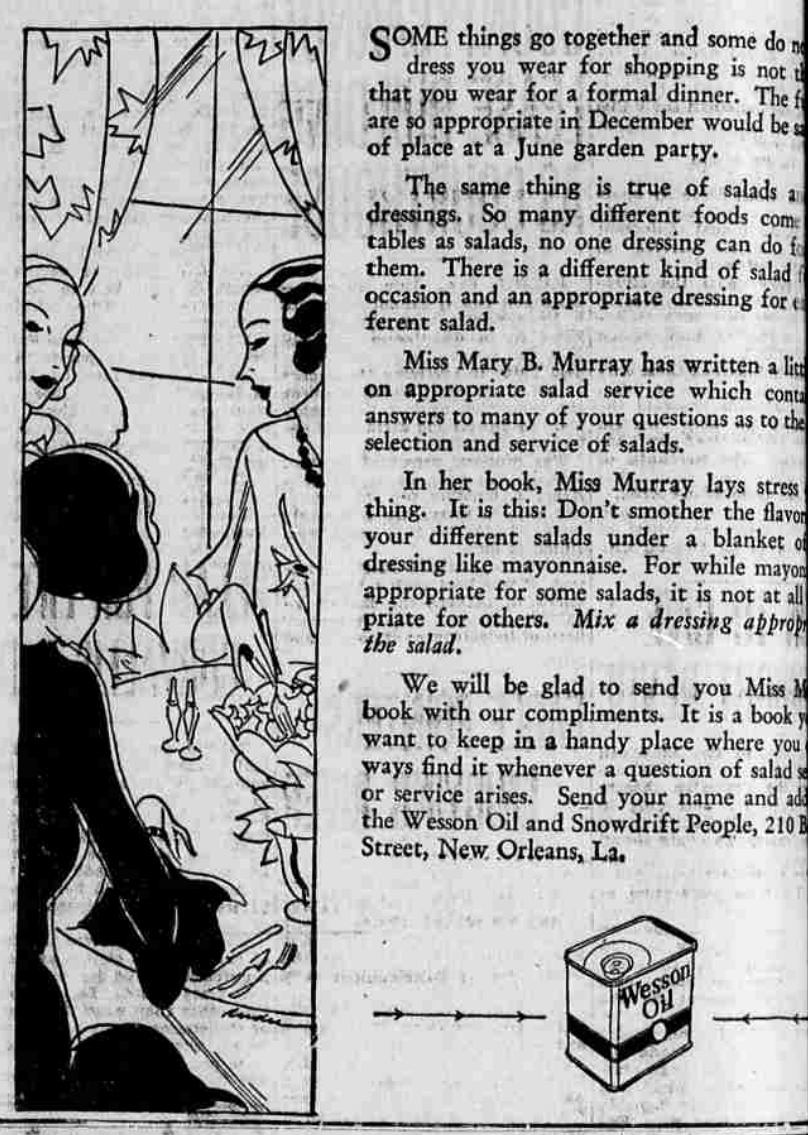 SOME things go together and some do
dress you wear for shopping is not
that you wear for a formal dinner. The
are so appropriate in December would be
of place at a June garden party.
The same thing is true of salads
dressings. So many different foods
tables as salads, no one dressing can do
them. There is a different kind of salad
occasion and an appropriate dressing for
ferent salad.
Miss Mary B. Murray has written a
on appropriate salad service which
answers to many of your questions as to the
selection and service of salads.
In her book, Miss Murray lays stress
thing. It is this: Don't smother the
your different salads under a blanket
dressing like mayonnaise. For while
appropriate for some salads, it is not at all
priate for others. Mix a dressing
the salad.
We will be glad to send you Miss
book with our compliments. It is a book
want to keep in a handy place where you
ways find it whenever a question of salad
or service arises. Send your name and
the Wesson Oil and Snowdrift People, 210
Street, New Orleans, La.
Wesson
Oil